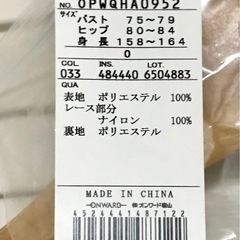 NO. OPWQHA0952
サイズ
バスト 75~79
ヒップ 80~84
身長 158~164
0
COL. INS. LOT.
033 484440 6504883
QUA
表地 ポリエステル 100%
レース部分
ナイロン 100%
裏地 ポリエステル 100%
MADE IN CHINA
ONWARD ㈱オンワード樫山
4524441487122